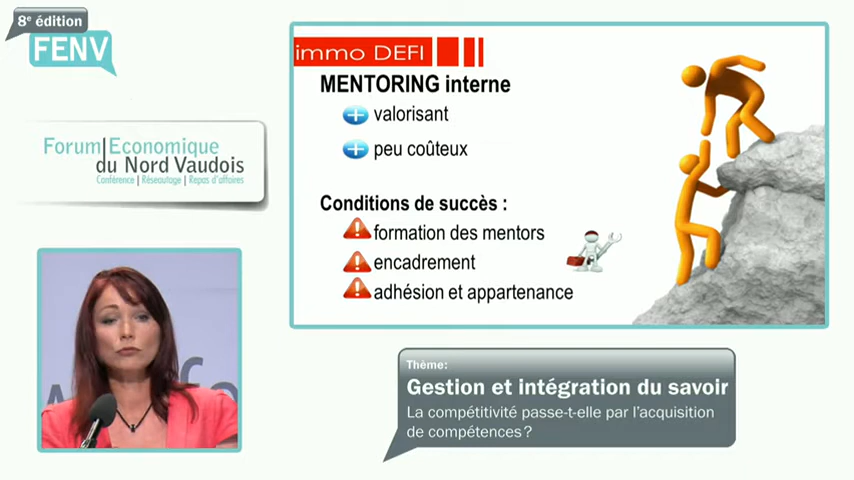 8e édition
FENV
Forum|Economique
du Nord Vaudois
Conférence | Réseautage | Repas d'affaires
immo DEFI
MENTORING interne
valorisant
peu coûteux
Conditions de succès :
formation des mentors
encadrement
adhésion et appartenance
Thème:
Gestion et intégration du savoir
La compétitivité passe-t-elle par l'acquisition
de compétences ?